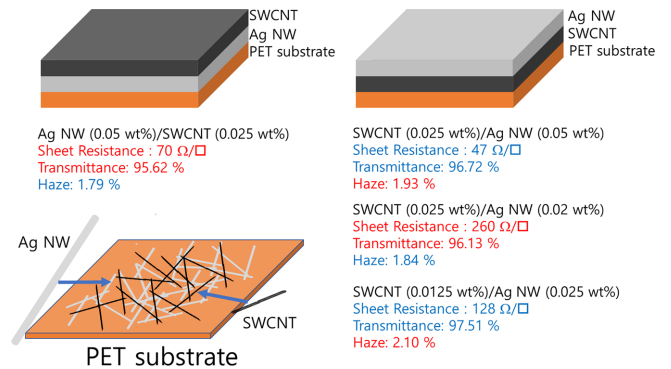 SWCNT
Ag NW
PET substrate
Ag NW (0.05 wt%)/SWCNT (0.025 wt%)
Sheet Resistance : 70 Ω/□
Transmittance: 95.62 %
Haze: 1.79 %
Ag NW
SWCNT
PET substrate
Ag NW
SWCNT
PET substrate
SWCNT (0.025 wt%)/Ag NW (0.05 wt%)
Sheet Resistance : 47 Ω/□
Transmittance: 96.72 %
Haze: 1.93 %
SWCNT (0.025 wt%)/Ag NW (0.02 wt%)
Sheet Resistance : 260 Ω/□
Transmittance: 96.13 %
Haze: 1.84 %
SWCNT (0.0125 wt%)/Ag NW (0.025 wt%)
Sheet Resistance : 128 Ω/□
Transmittance: 97.51 %
Haze: 2.10 %